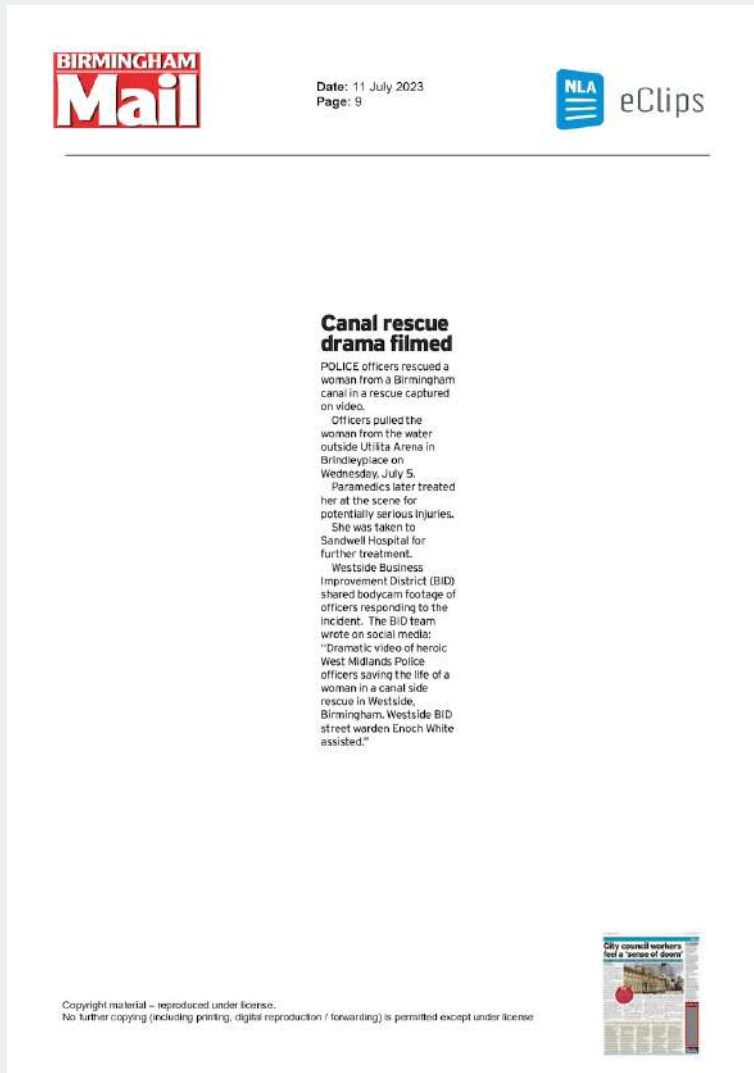 BIRMINGHAM
Mail
Date: 11 July 2023
Page: 9
NLA
eClips
Canal rescue
drama filmed
POLICE officers rescued a
woman from a Birmingham
canal in a rescue captured
on video.
Officers pulled the
woman from the water
outside Utilita Arena in
Brindleyplace on
Wednesday, July 5.
Paramedics later treated
her at the scene for
potentially serious injuries.
She was taken to
Sandwell Hospital for
further treatment.
Westside Business
Improvement District (BID)
shared bodycam footage of
officers responding to the
incident. The BID team
wrote on social media:
"Dramatic video of heroic
West Midlands Police
officers saving the life of a
woman in a canal side
rescue in Westside,
Birmingham. Westside BID
street warden Enoch White
assisted."
City council workers
feel a 'sense of doom'
Copyright material – reproduced under license.
No further copying (including printing, digital reproduction / forwarding) is permitted except under license